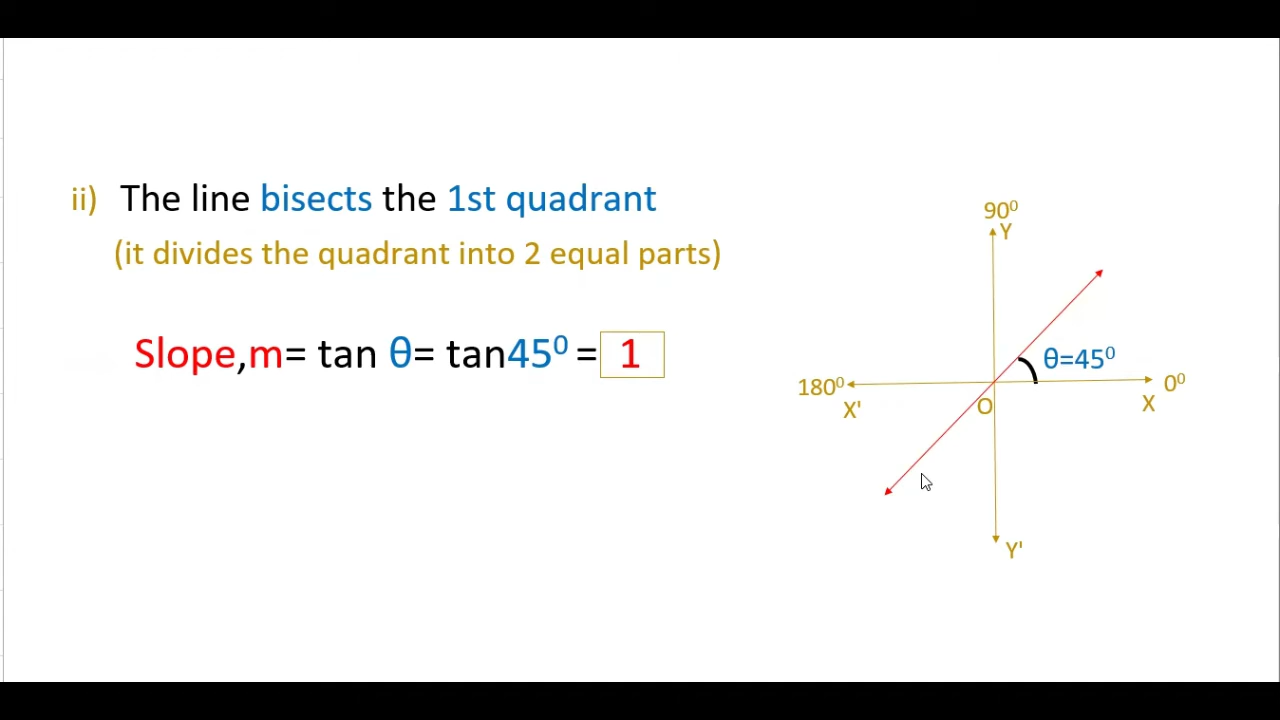 ii) The line bisects the 1st quadrant
(it divides the quadrant into 2 equal parts)
Slope,m= tan θ= tan45⁰ = 1
90⁰
Y
θ=45⁰
180⁰
0⁰
X'
O
X
Y'